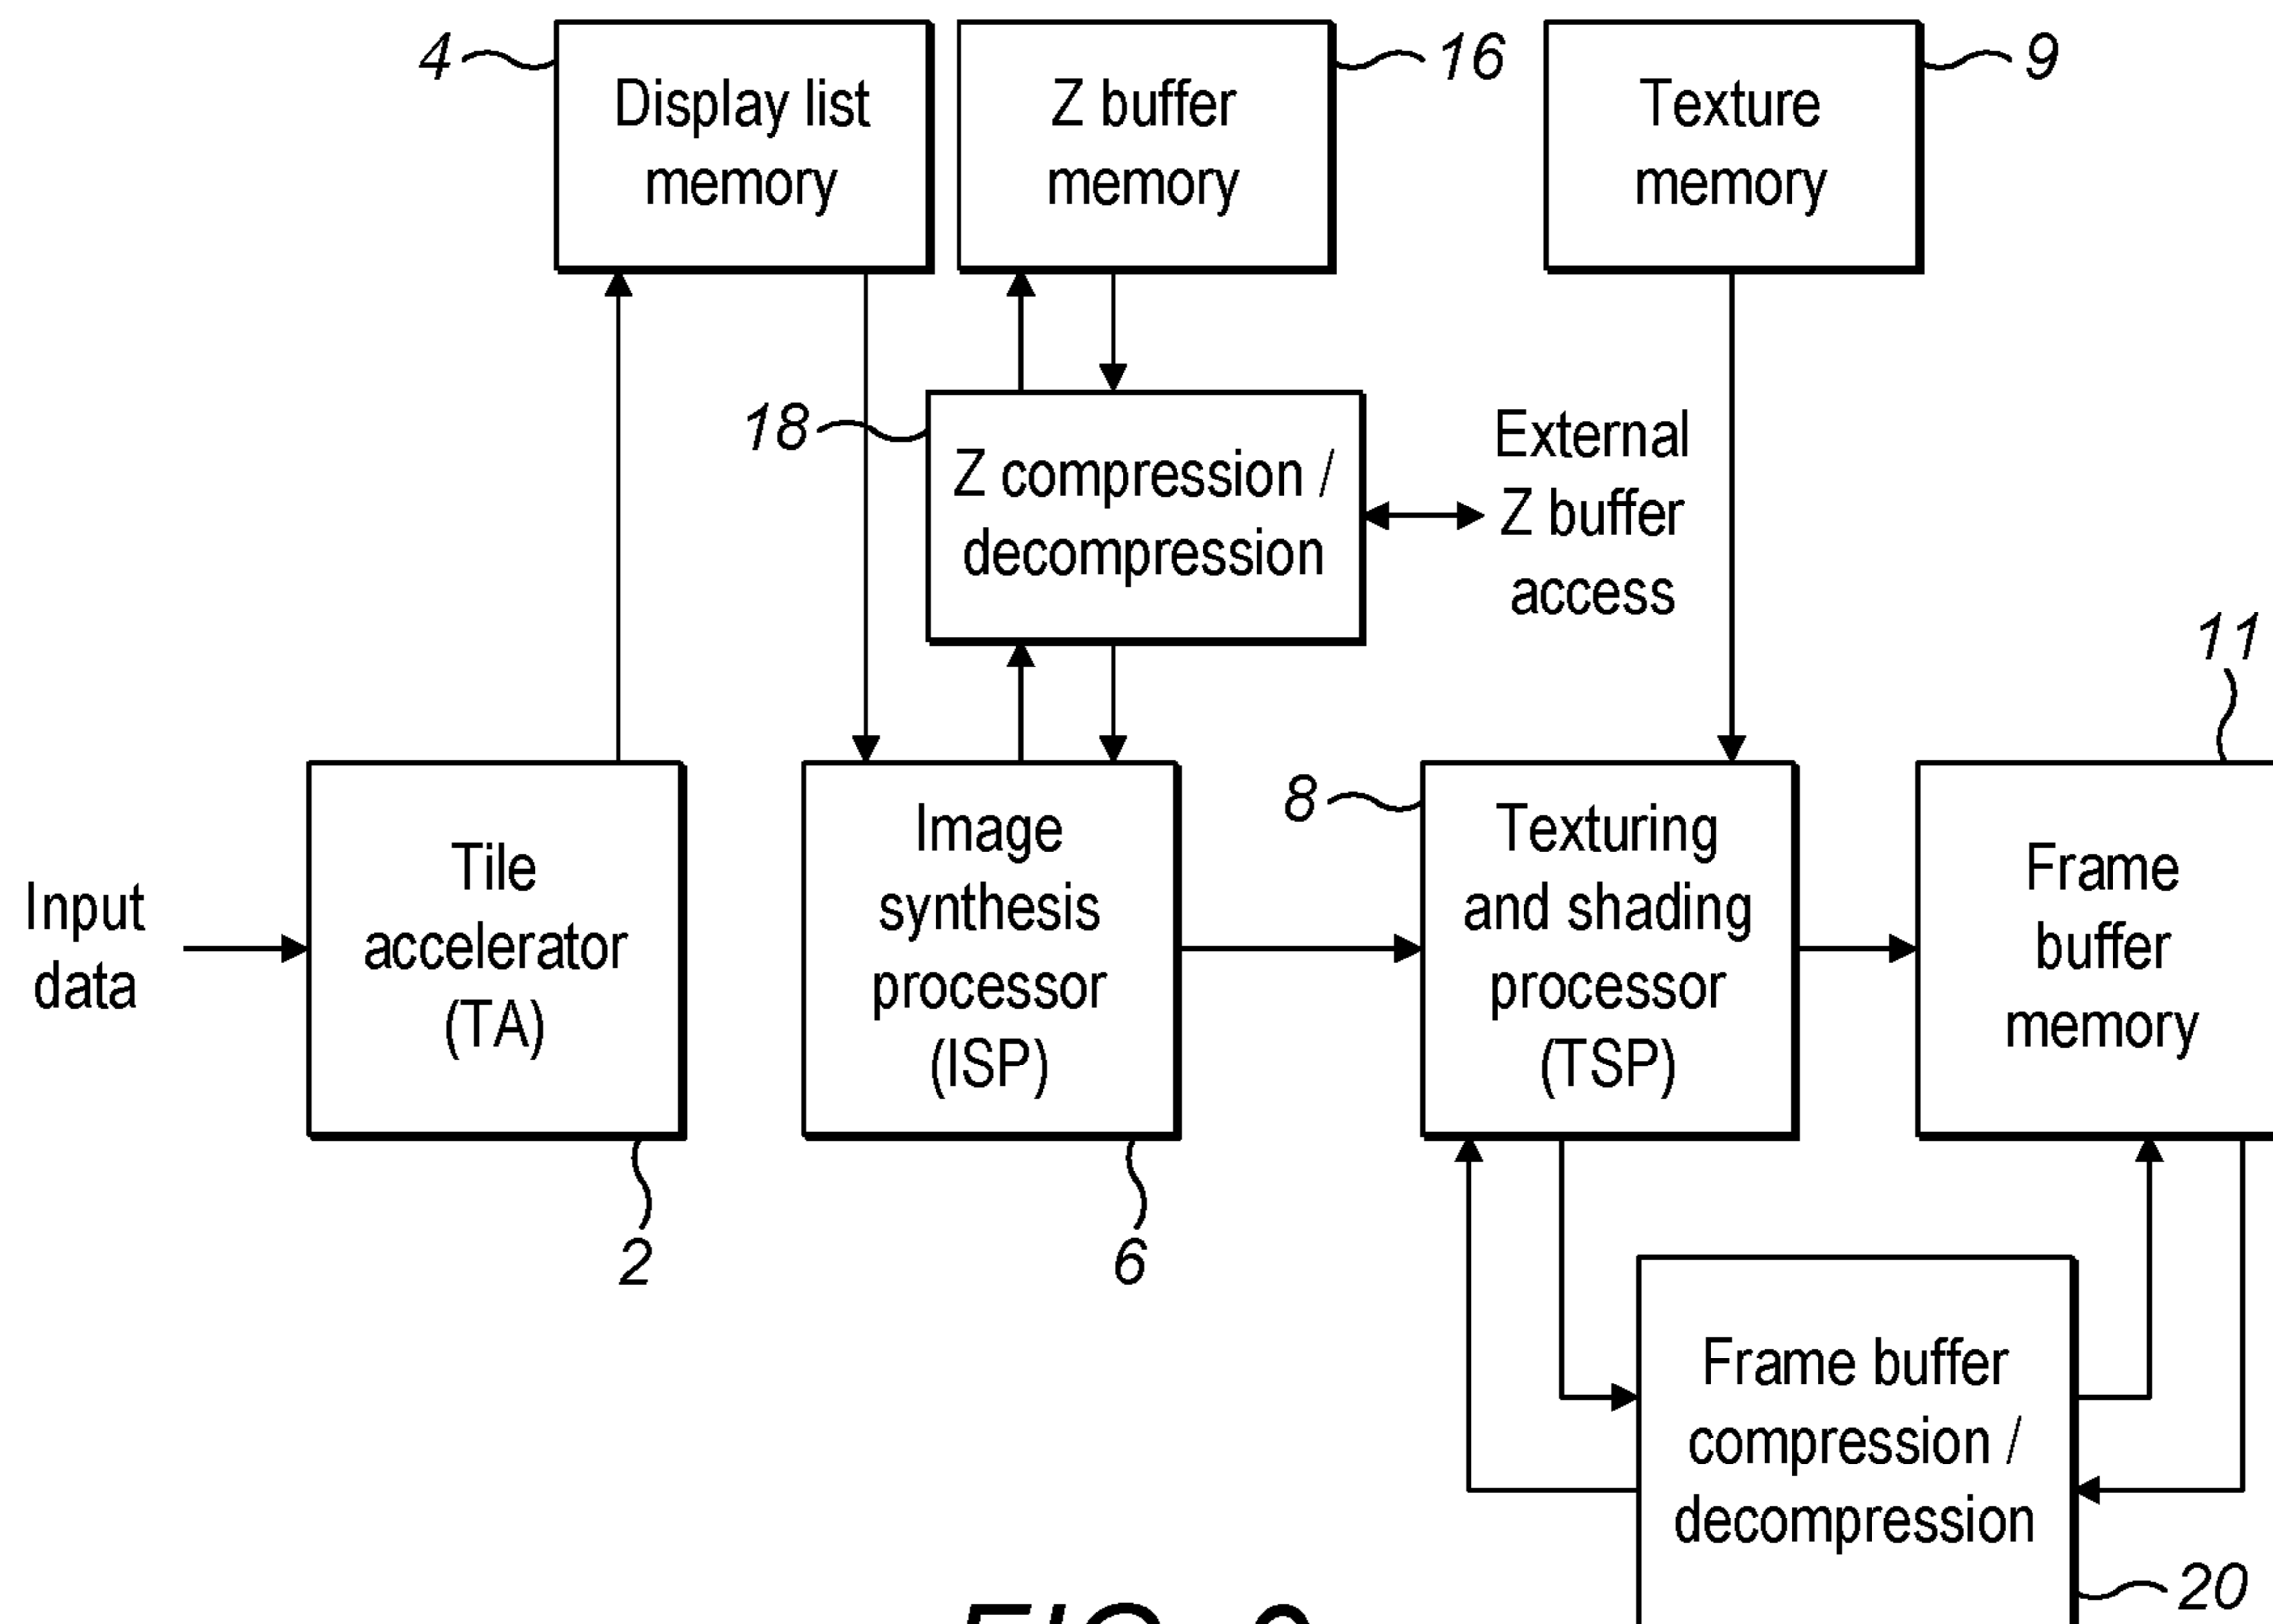 4
Display list
memory
Z buffer
memory
16
Texture
memory
9
18
Z compression /
decompression
External
Z buffer
access
11
Input
data
Tile
accelerator
(TA)
2
Image
synthesis
processor
(ISP)
6
8
Texturing
and shading
processor
(TSP)
Frame
buffer
memory
Frame buffer
compression /
decompression
20